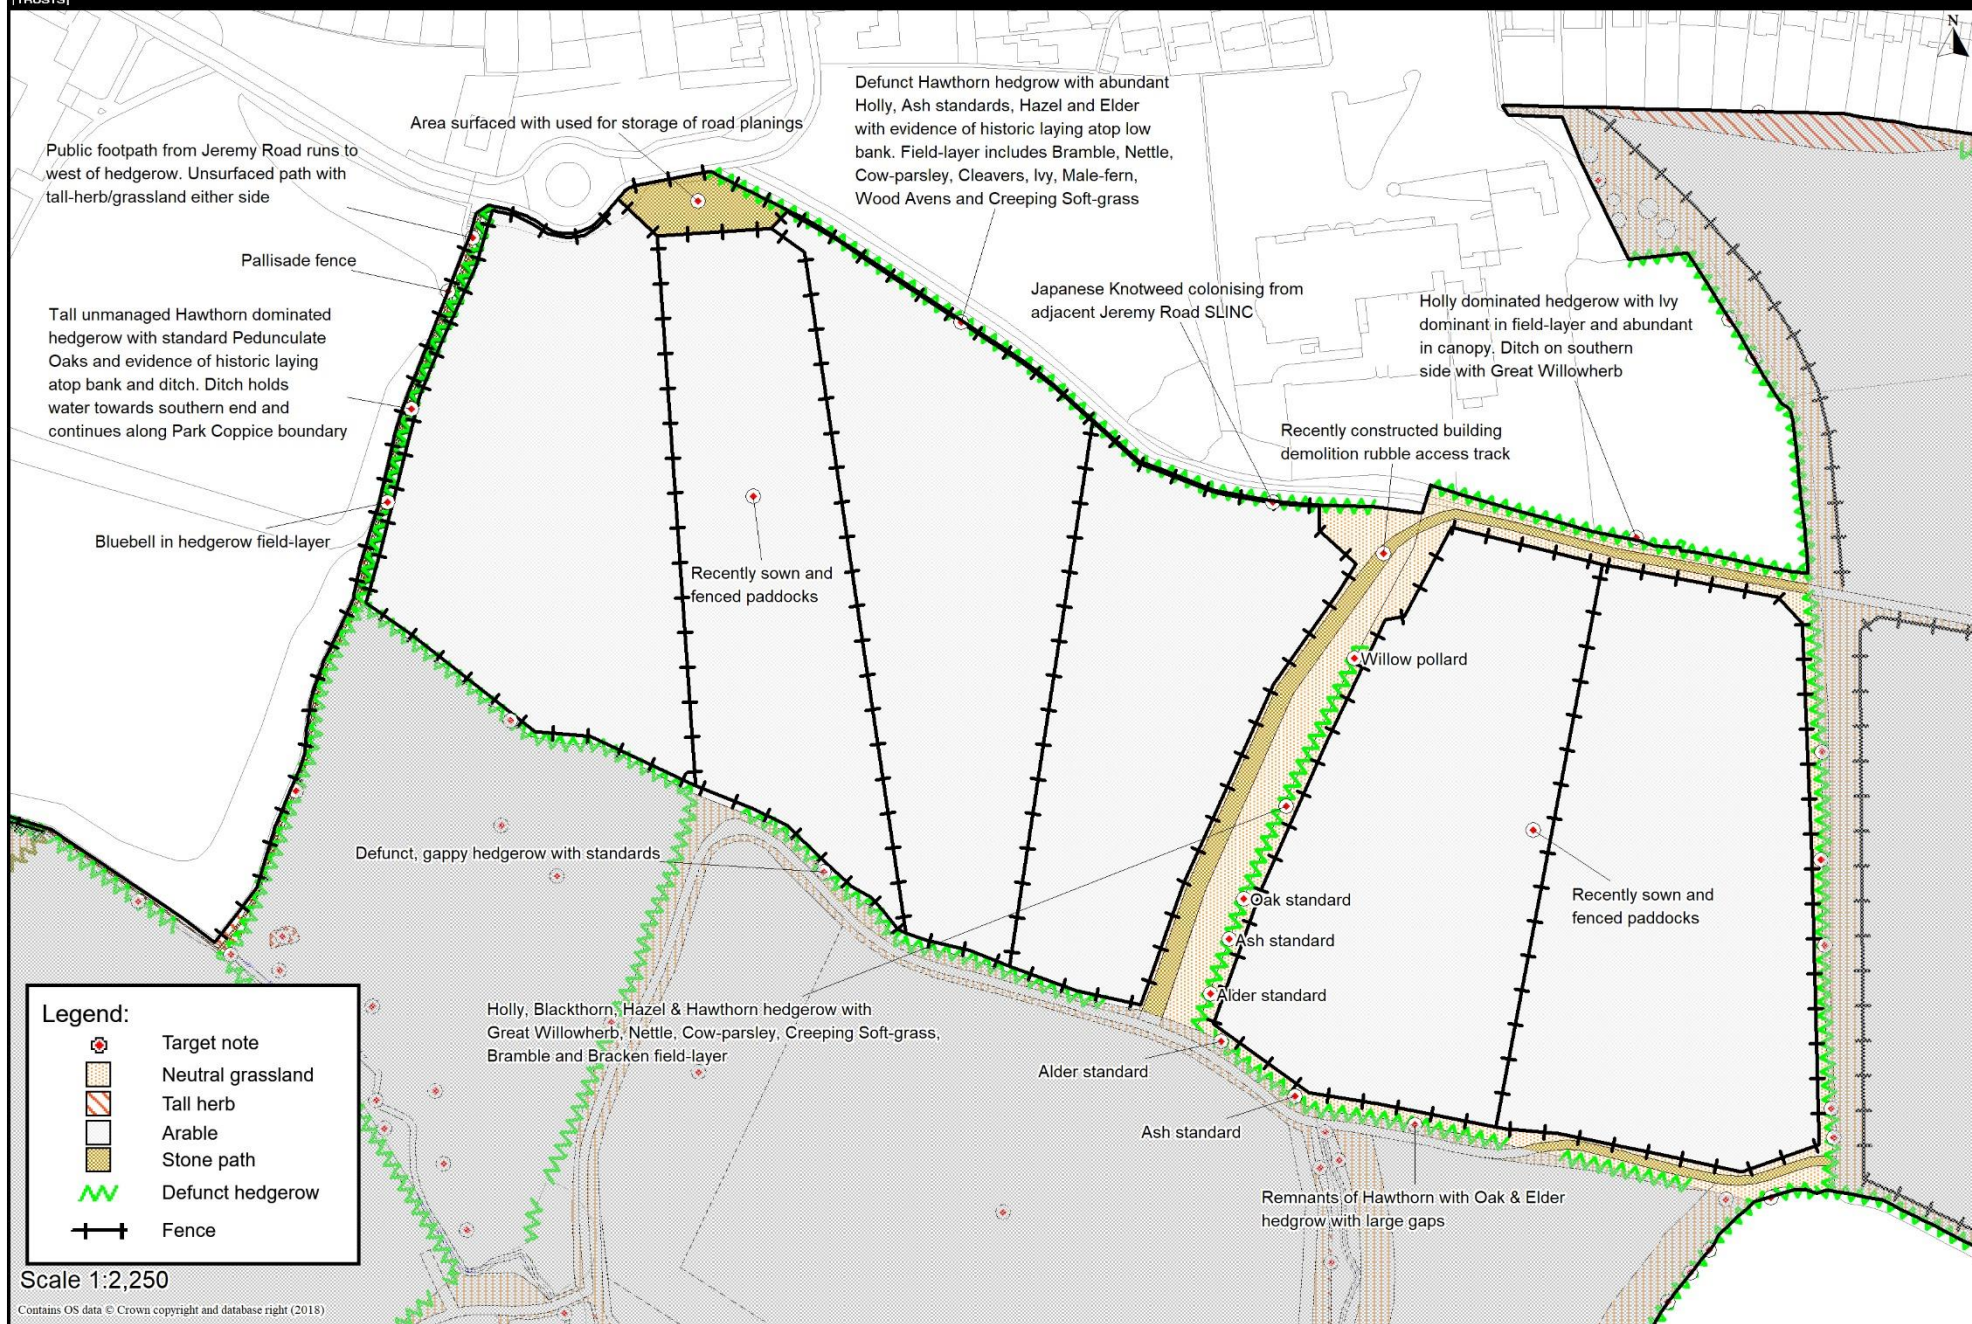 TRUSTS]
N
Area surfaced with used for storage of road planings
Public footpath from Jeremy Road runs to
west of hedgerow. Unsurfaced path with
tall-herb/grassland either side
Defunct Hawthorn hedgrow with abundant
Holly, Ash standards, Hazel and Elder
with evidence of historic laying atop low
bank. Field-layer includes Bramble, Nettle,
Cow-parsley, Cleavers, Ivy, Male-fern,
Wood Avens and Creeping Soft-grass
Pallisade fence
Tall unmanaged Hawthorn dominated
hedgerow with standard Pedunculate
Oaks and evidence of historic laying
atop bank and ditch. Ditch holds
water towards southern end and
continues along Park Coppice boundary
Japanese Knotweed colonising from
adjacent Jeremy Road SLINC
Holly dominated hedgerow with Ivy
dominant in field-layer and abundant
in canopy. Ditch on southern
side with Great Willowherb
Recently constructed building
demolition rubble access track
Bluebell in hedgerow field-layer
Recently sown and
fenced paddocks
Willow pollard
Defunct, gappy hedgerow with standards
Oak standard
Recently sown and
fenced paddocks
Ash standard
Alder standard
Holly, Blackthorn, Hazel & Hawthorn hedgerow with
Great Willowherb, Nettle, Cow-parsley, Creeping Soft-grass,
Bramble and Bracken field-layer
Alder standard
Ash standard
Remnants of Hawthorn with Oak & Elder
hedgrow with large gaps
Legend:
Target note
Neutral grassland
Tall herb
Arable
Stone path
Defunct hedgerow
Fence
Scale 1:2,250
Contains OS data © Crown copyright and database right (2018)